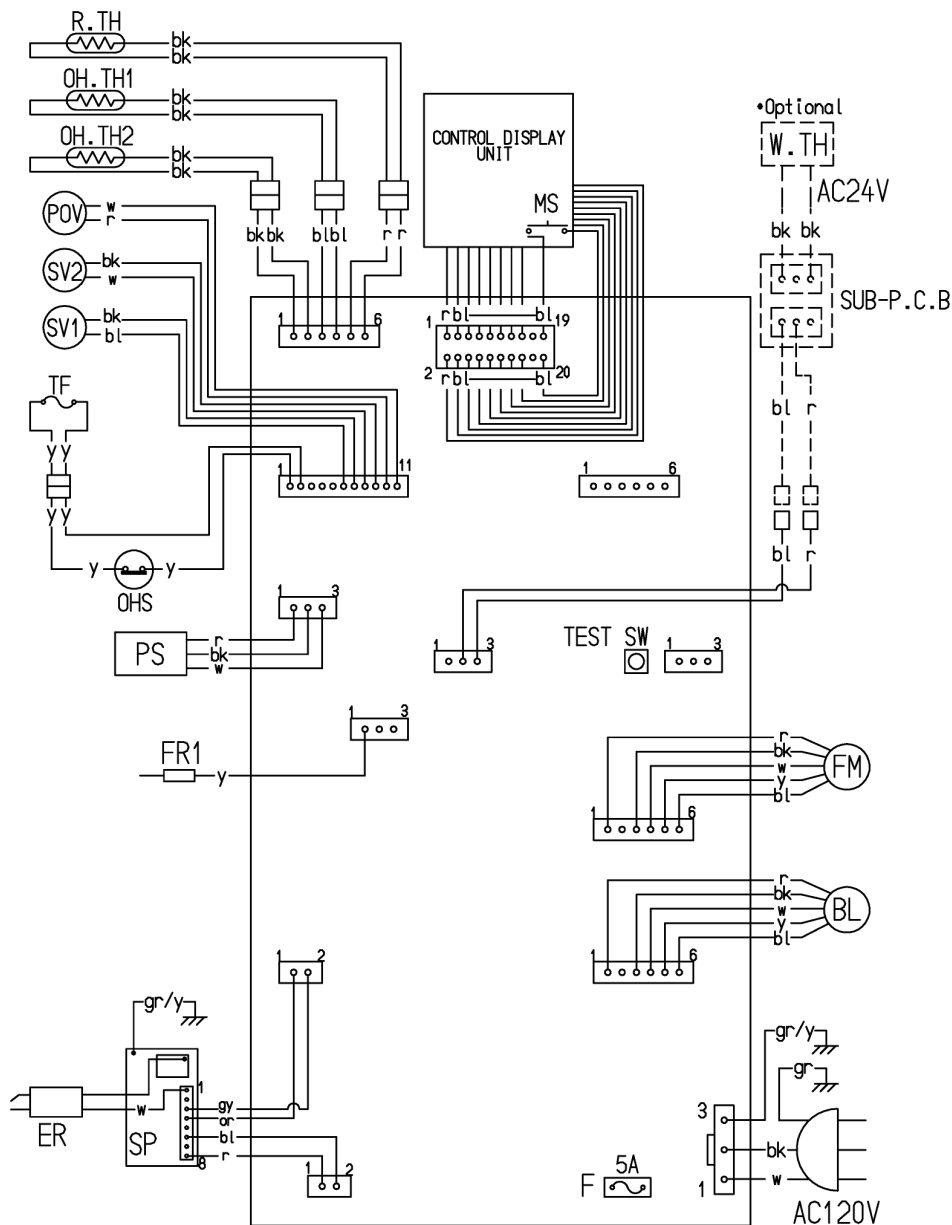 R.TH
bk
bk
OH.TH1
bk
bk
OH.TH2
bk
bk
POV
w
r
SV2
bk
w
SV1
bk
bl
bk bk
bl bl
r r
CONTROL DISPLAY
UNIT
MS
*Optional
W.TH
AC24V
bk bk
SUB-P.C.B
1 6
r bl bl
1 19
2 20
r bl bl
TF
y y
y y
1 11
1 6
bl r
bl r
y y
OHS
1 3
PS
r
bk
w
1 3
TEST SW
1 3
1 3
FR1
y
r
bk
w
y
bl
FM
1 6
r
bk
w
y
bl
BL
1 6
1 2
gr/y
1
w
ER
SP
8
gy
or
bl
r
1 2
gr/y
gr
3
bk
w
1
F 5A
AC120V